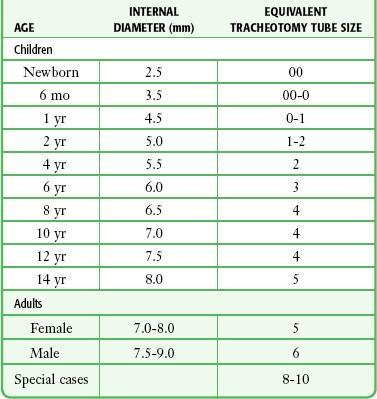 AGE INTERNAL DIAMETER (mm) EQUIVALENT TRACHEOTOMY TUBE SIZE
Children
Newborn 2.5 00
6 mo 3.5 00-0
1 yr 4.5 0-1
2 yr 5.0 1-2
4 yr 5.5 2
6 yr 6.0 3
8 yr 6.5 4
10 yr 7.0 4
12 yr 7.5 4
14 yr 8.0 5
Adults
Female 7.0-8.0 5
Male 7.5-9.0 6
Special cases 8-10